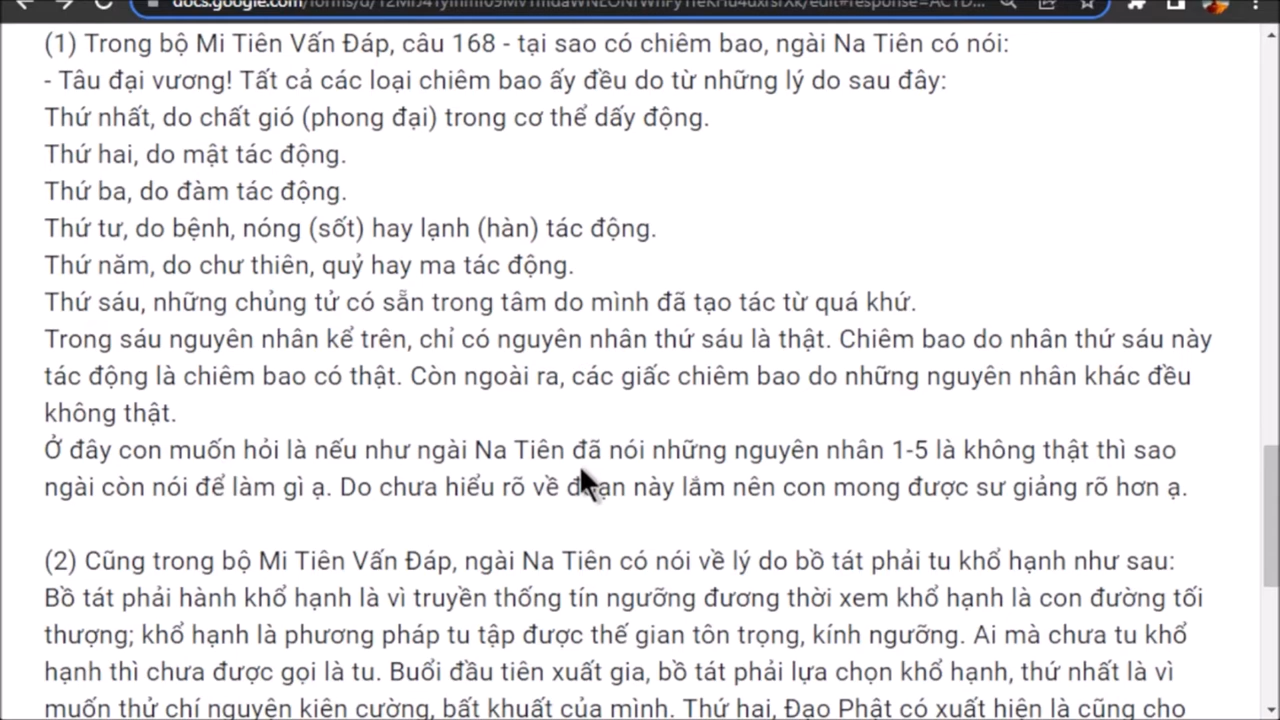 (1) Trong bộ Mi Tiên Vấn Đáp, câu 168 - tại sao có chiêm bao, ngài Na Tiên có nói:
- Tâu đại vương! Tất cả các loại chiêm bao ấy đều do từ những lý do sau đây:
Thứ nhất, do chất gió (phong đại) trong cơ thể dấy động.
Thứ hai, do mật tác động.
Thứ ba, do đàm tác động.
Thứ tư, do bệnh, nóng (sốt) hay lạnh (hàn) tác động.
Thứ năm, do chư thiên, quỷ hay ma tác động.
Thứ sáu, những chủng tử có sẵn trong tâm do mình đã tạo tác từ quá khứ.
Trong sáu nguyên nhân kể trên, chỉ có nguyên nhân thứ sáu là thật. Chiêm bao do nhân thứ sáu này
tác động là chiêm bao có thật. Còn ngoài ra, các giấc chiêm bao do những nguyên nhân khác đều
không thật.
Ở đây con muốn hỏi là nếu như ngài Na Tiên đã nói những nguyên nhân 1-5 là không thật thì sao
ngài còn nói để làm gì ạ. Do chưa hiểu rõ về đoạn này lắm nên con mong được sư giảng rõ hơn ạ.
(2) Cũng trong bộ Mi Tiên Vấn Đáp, ngài Na Tiên có nói về lý do bồ tát phải tu khổ hạnh như sau:
Bồ tát phải hành khổ hạnh là vì truyền thống tín ngưỡng đương thời xem khổ hạnh là con đường tối
thượng; khổ hạnh là phương pháp tu tập được thế gian tôn trọng, kính ngưỡng. Ai mà chưa tu khổ
hạnh thì chưa được gọi là tu. Buổi đầu tiên xuất gia, bồ tát phải lựa chọn khổ hạnh, thứ nhất là vì
muốn thử chí nguyện kiên cường, bất khuất của mình. Thứ hai, Đạo Phật có xuất hiện là cũng cho